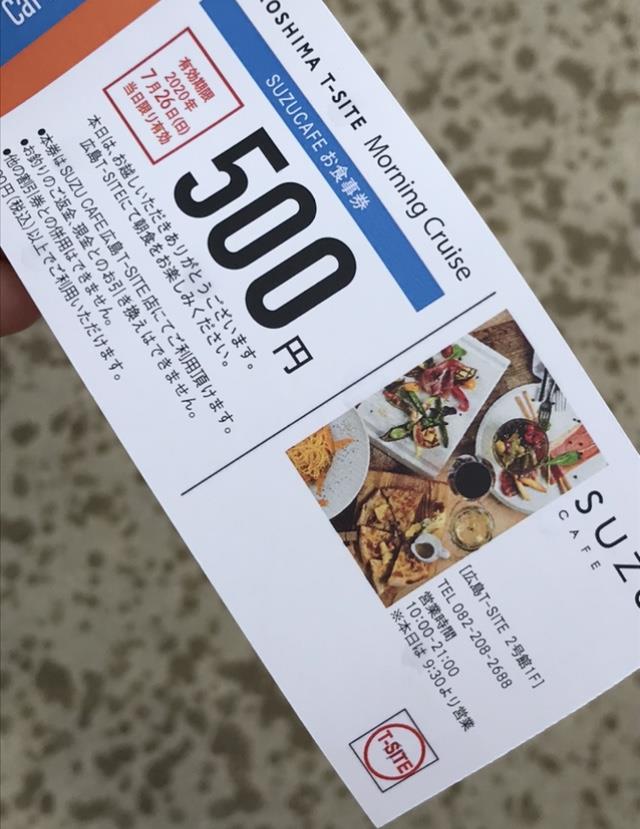 OSHIMA T-SITE Morning Cruise
SUZUCAFE お食事券
有効期限
2020年
7月26日(日)
当日限り有効
500円
本日は お越しいただきありがとうございます。
広島T-SITEにて朝食をお楽しみください。
●本券はSUZU CAFE広島T-SITE店にてご利用頂けます。
●お釣りのご返金・現金とのお引き換えはできません。
●他の割引券との併用はできません。
0円(税込)以上でご利用いただけます。
SUZ
CAFE
[広島T-SITE 2号館1F]
TEL 082-208-2688
営業時間
10:00-21:00
※本日は 9:30より営業
T-SITE